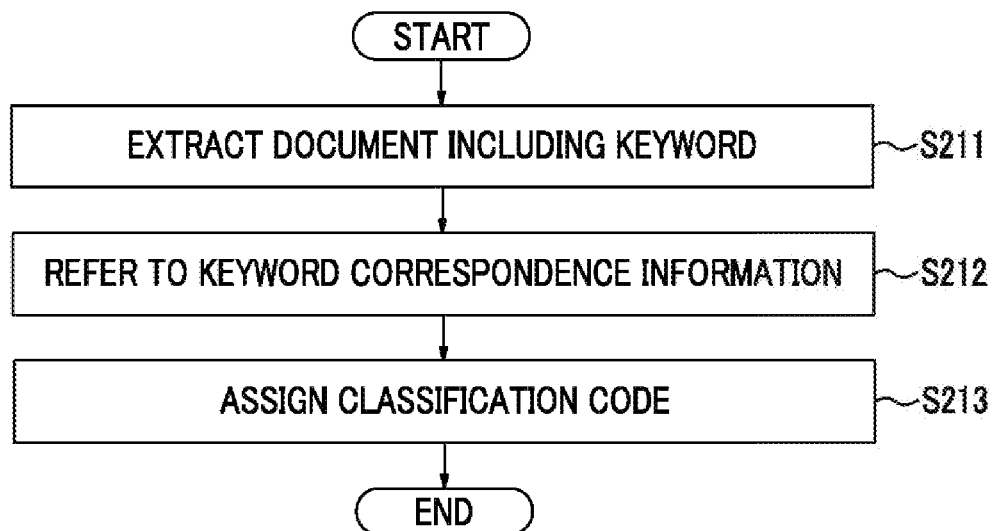 START
EXTRACT DOCUMENT INCLUDING KEYWORD
S211
REFER TO KEYWORD CORRESPONDENCE INFORMATION
S212
ASSIGN CLASSIFICATION CODE
S213
END